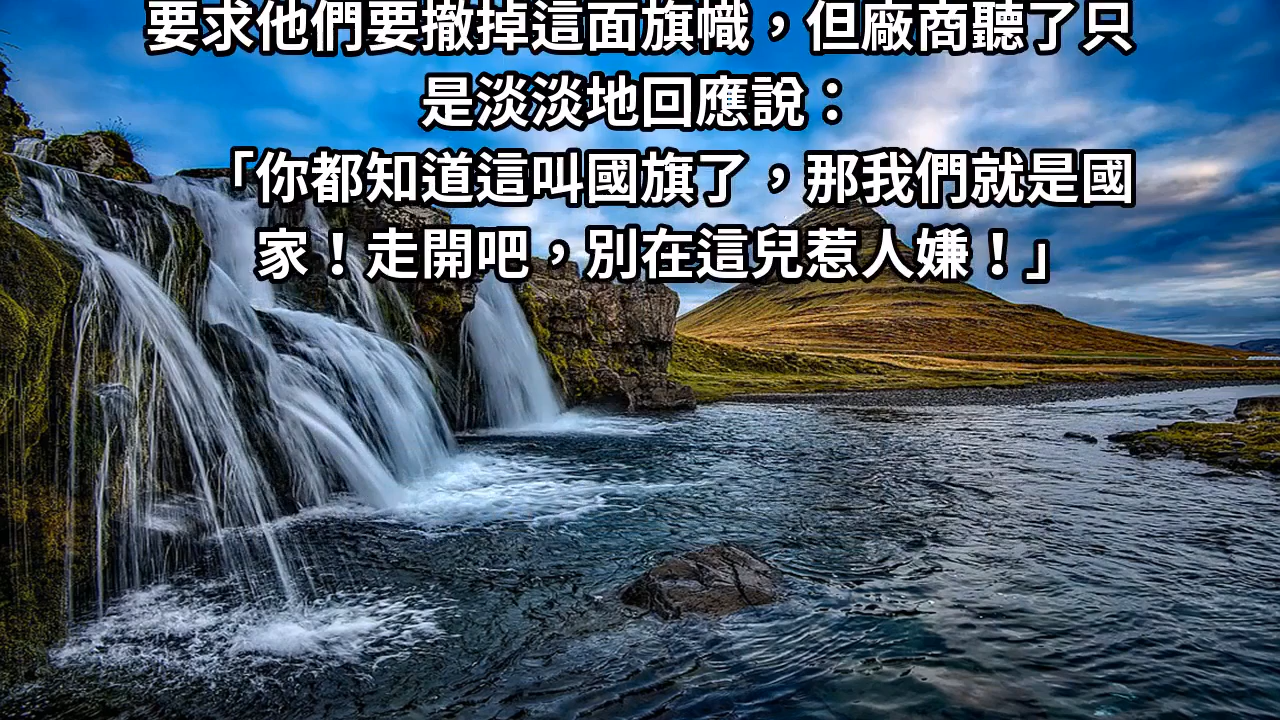 要求他們要撤掉這面旗幟，但廠商聽了只
是淡淡地回應說：
「你都知道這叫國旗了，那我們就是國
家！走開吧，別在這兒惹人嫌！」